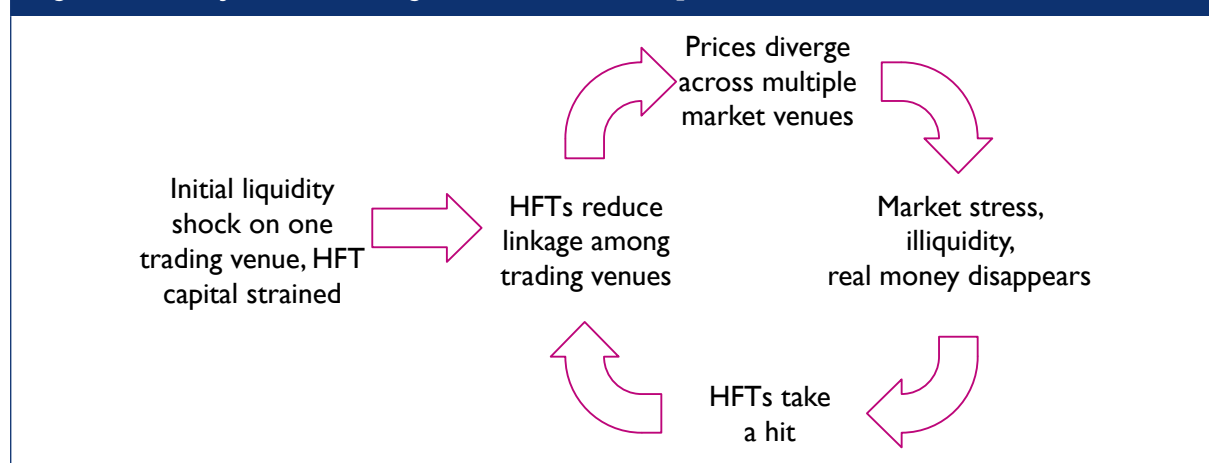 Prices diverge
across multiple
market venues
Initial liquidity
shock on one
trading venue, HFT
capital strained
HFTs reduce
linkage among
trading venues
Market stress,
illiquidity,
real money disappears
HFTs take
a hit